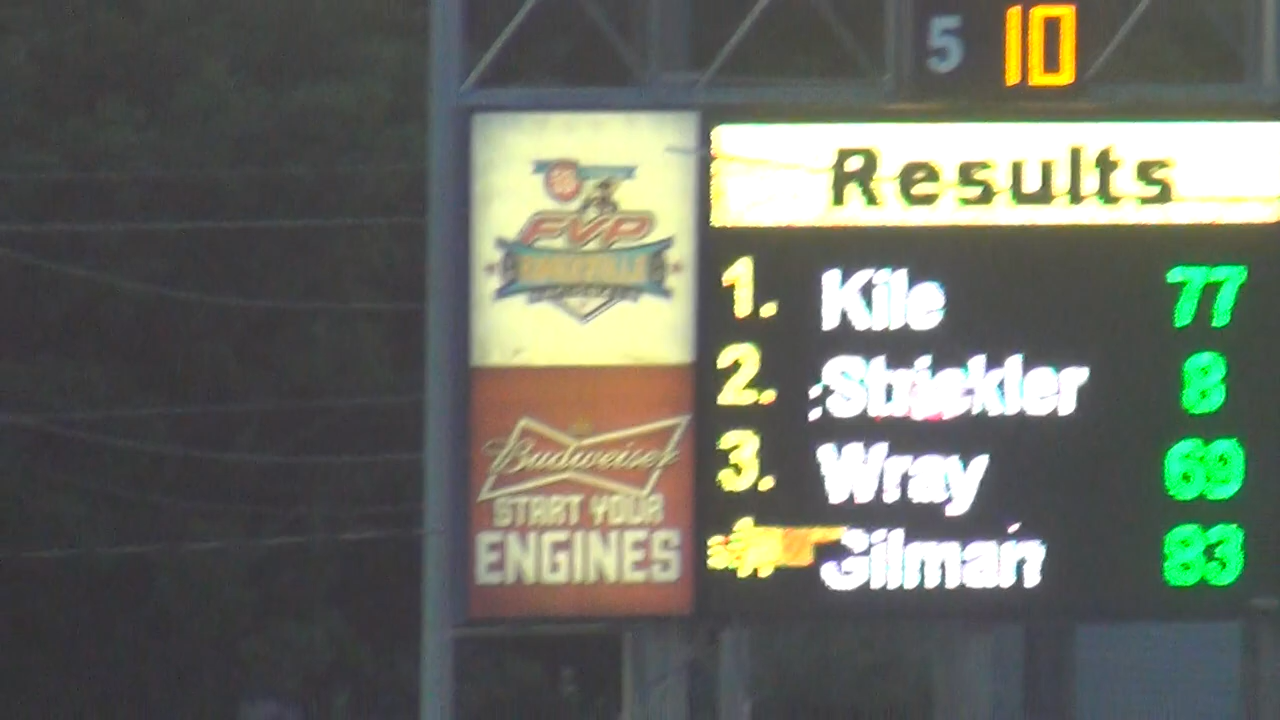 5 10
FVP
Results
1. Kile 77
2. Strickler 8
3. Wray 69
Gilman 83
Budweiser
START YOUR
ENGINES